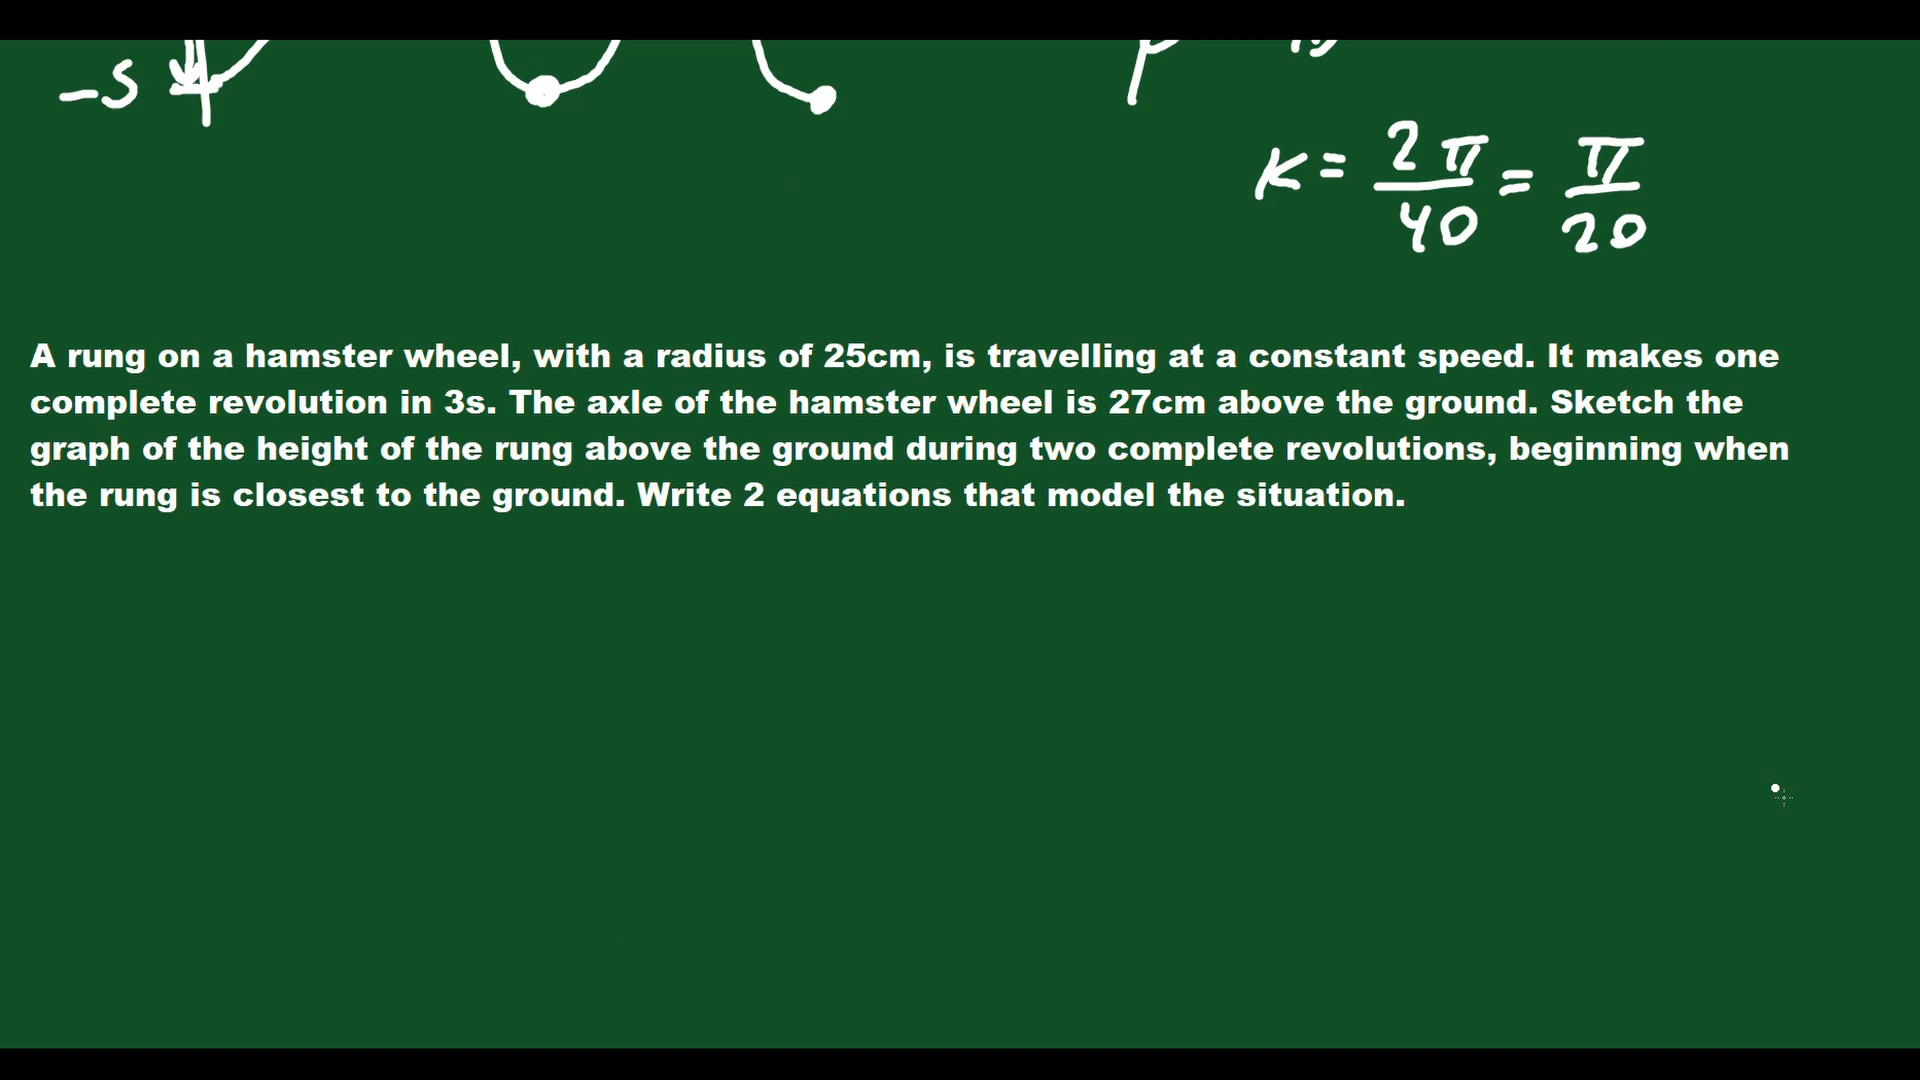 -5
K = 2π/40 = π/20
A rung on a hamster wheel, with a radius of 25cm, is travelling at a constant speed. It makes one
complete revolution in 3s. The axle of the hamster wheel is 27cm above the ground. Sketch the
graph of the height of the rung above the ground during two complete revolutions, beginning when
the rung is closest to the ground. Write 2 equations that model the situation.